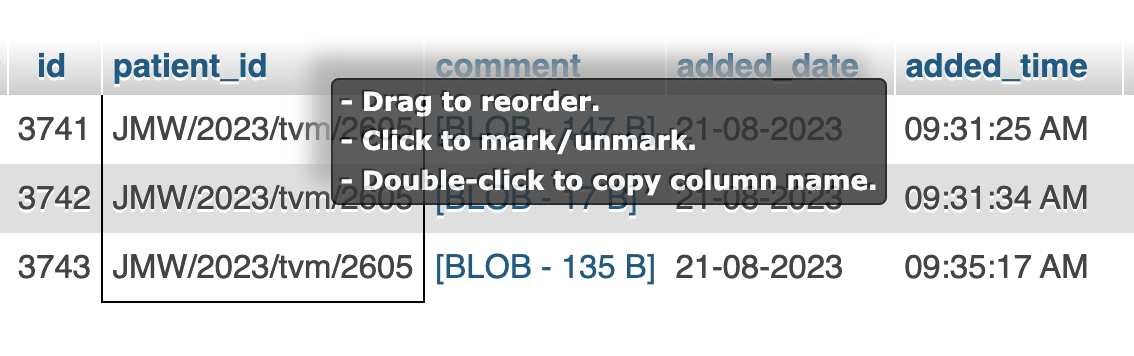 id patient_id comment added_date added_time
- Drag to reorder.
3741 JMW/2023/tvm/2605 [BLOB - 147 B] 21-08-2023 09:31:25 AM
- Click to mark/unmark.
- Double-click to copy column name.
3742 JMW/2023/tvm/2605 [BLOB - 17 B] 21-08-2023 09:31:34 AM
3743 JMW/2023/tvm/2605 [BLOB - 135 B] 21-08-2023 09:35:17 AM